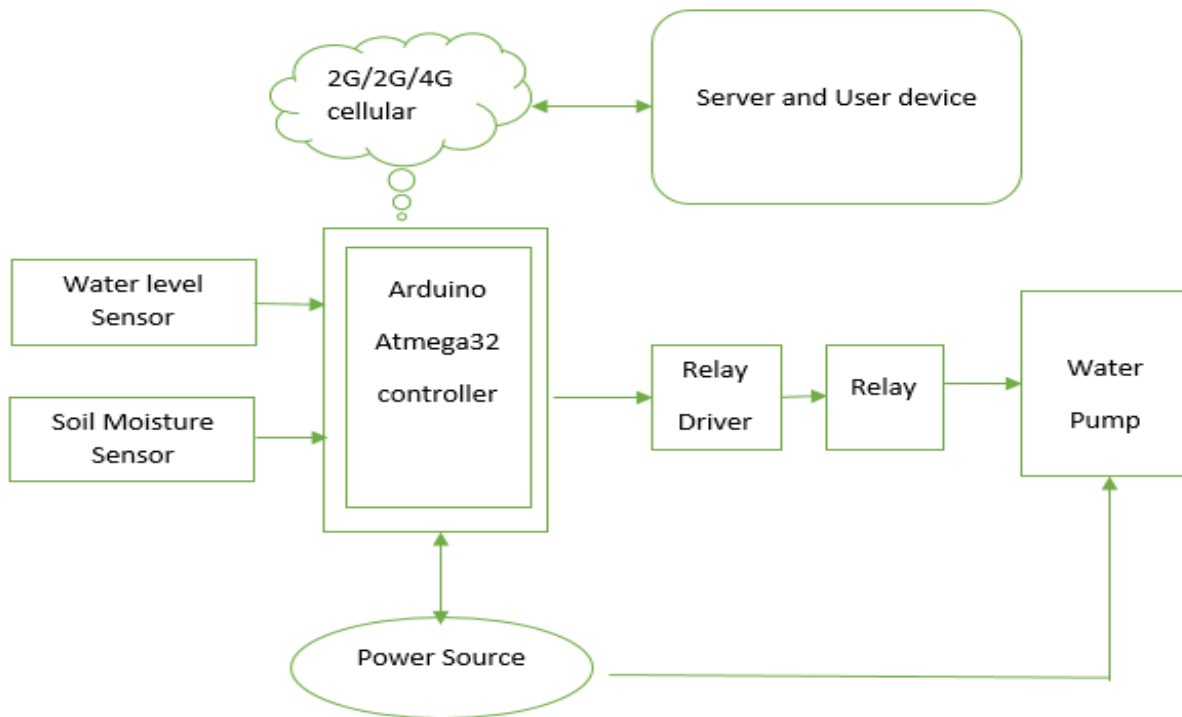 2G/2G/4G
cellular
Server and User device
Water level
Sensor
Arduino
Atmega32
controller
Soil Moisture
Sensor
Relay
Driver
Relay
Water
Pump
Power Source